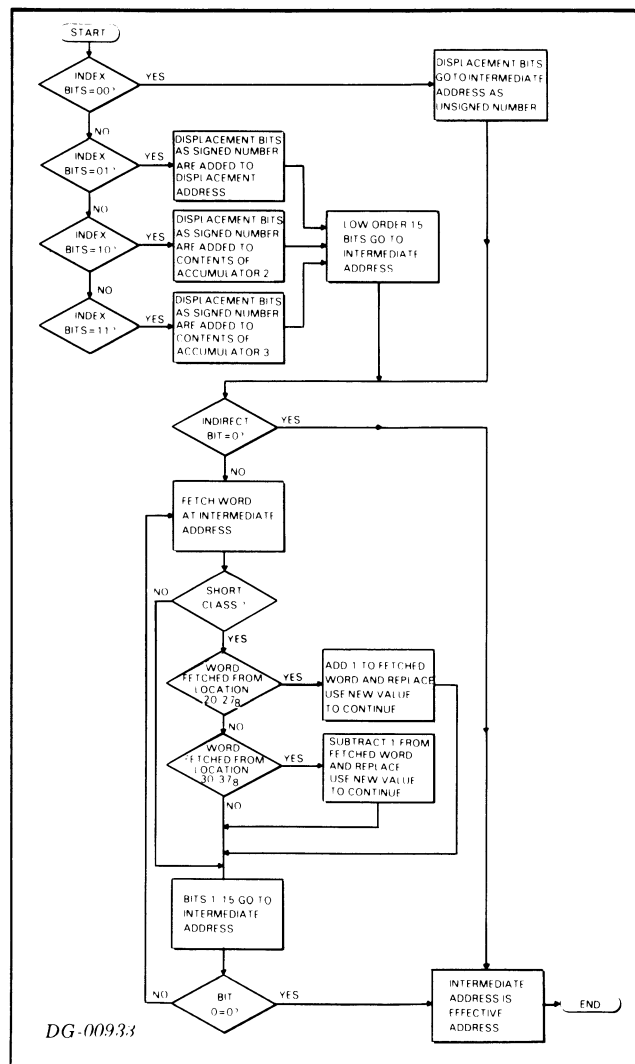 START
INDEX
BITS=00?
YES
DISPLACEMENT BITS
GO TO INTERMEDIATE
ADDRESS AS
UNSIGNED NUMBER
NO
INDEX
BITS=01?
YES
DISPLACEMENT BITS
AS SIGNED NUMBER
ARE ADDED TO
DISPLACEMENT
ADDRESS
NO
INDEX
BITS=10?
YES
DISPLACEMENT BITS
AS SIGNED NUMBER
ARE ADDED TO
CONTENTS OF
ACCUMULATOR 2
LOW ORDER 15
BITS GO TO
INTERMEDIATE
ADDRESS
NO
INDEX
BITS=11?
YES
DISPLACEMENT BITS
AS SIGNED NUMBER
ARE ADDED TO
CONTENTS OF
ACCUMULATOR 3
INDIRECT
BIT=0?
YES
NO
FETCH WORD
AT INTERMEDIATE
ADDRESS
NO
SHORT
CLASS?
YES
WORD
FETCHED FROM
LOCATION
20-27₈
YES
ADD 1 TO FETCHED
WORD AND REPLACE
USE NEW VALUE
TO CONTINUE
NO
WORD
FETCHED FROM
LOCATION
30-37₈
YES
SUBTRACT 1 FROM
FETCHED WORD
AND REPLACE
USE NEW VALUE
TO CONTINUE
NO
BITS 1-15 GO TO
INTERMEDIATE
ADDRESS
NO
BIT
0=0?
YES
INTERMEDIATE
ADDRESS IS
EFFECTIVE
ADDRESS
END
DG-00933